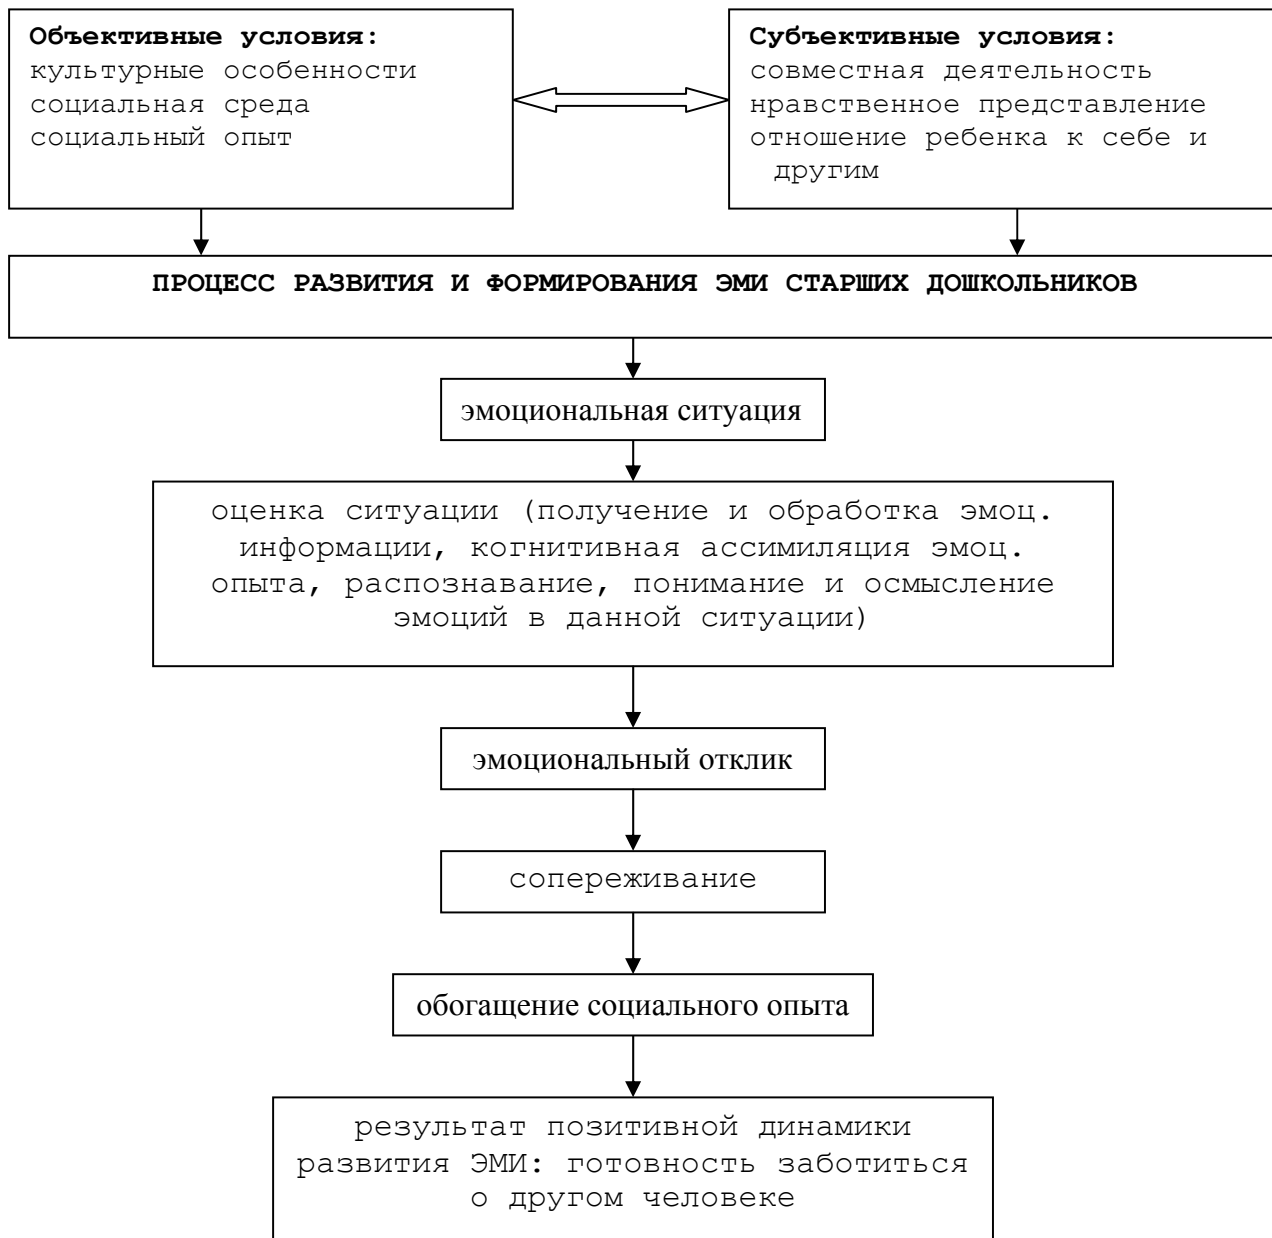 Объективные условия:
культурные особенности
социальная среда
социальный опыт
Субъективные условия:
совместная деятельность
нравственное представление
отношение ребенка к себе и
другим
ПРОЦЕСС РАЗВИТИЯ И ФОРМИРОВАНИЯ ЭМИ СТАРШИХ ДОШКОЛЬНИКОВ
эмоциональная ситуация
оценка ситуации (получение и обработка эмоц.
информации, когнитивная ассимиляция эмоц.
опыта, распознавание, понимание и осмысление
эмоций в данной ситуации)
эмоциональный отклик
сопереживание
обогащение социального опыта
результат позитивной динамики
развития ЭМИ: готовность заботиться
о другом человеке